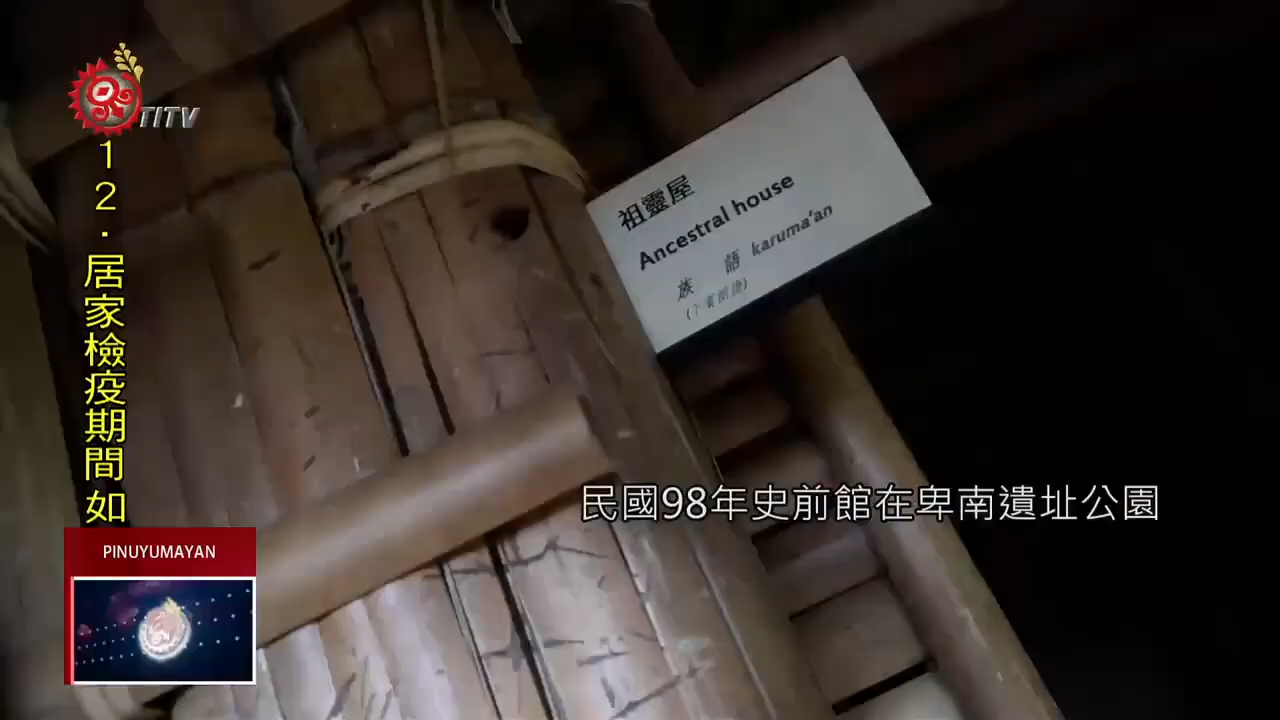 TITV
12.居家檢疫期間如
祖靈屋
Ancestral house
族 語 karuma'an
民國98年史前館在卑南遺址公園
PINUYUMAYAN